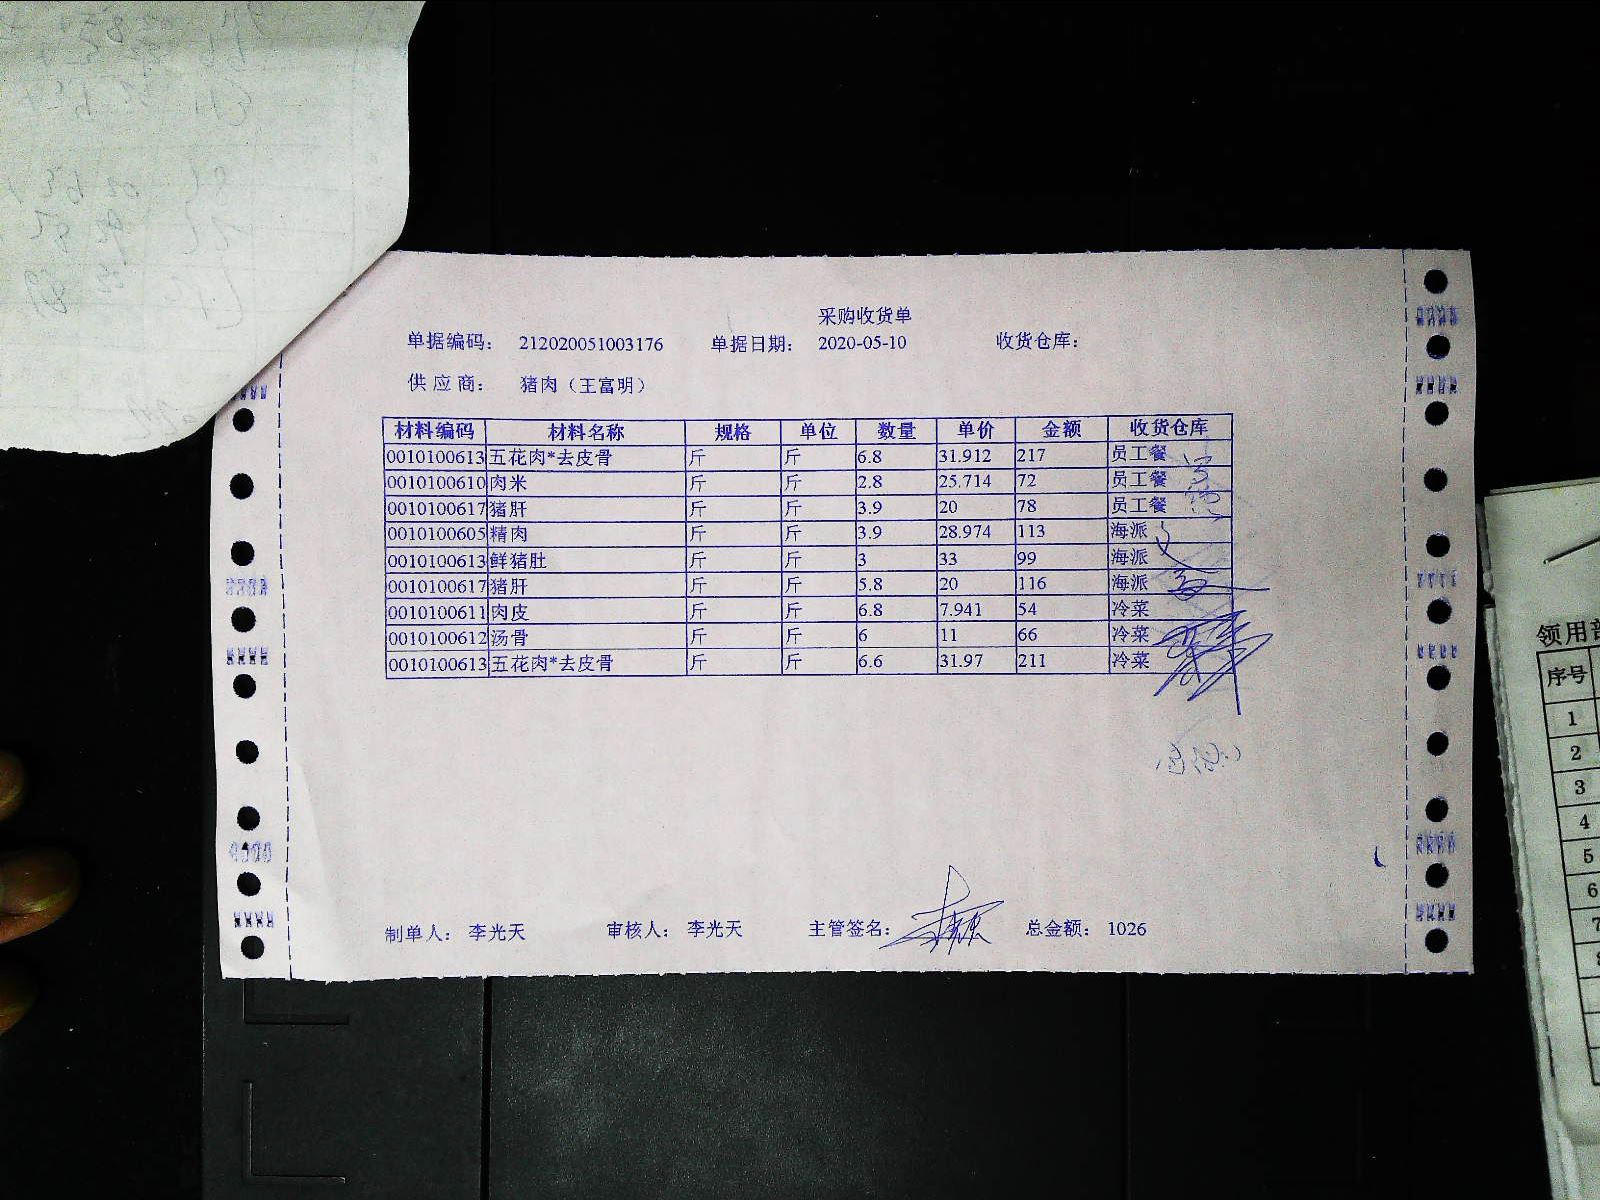 采购收货单
单据编码： 212020051003176 单据日期： 2020-05-10 收货仓库：
供应商： 猪肉（王富明）
材料编码 材料名称 规格 单位 数量 单价 金额 收货仓库
0010100613 五花肉*去皮骨 斤 斤 6.8 31.912 217 员工餐
0010100610 肉米 斤 斤 2.8 25.714 72 员工餐
0010100617 猪肝 斤 斤 3.9 20 78 员工餐
0010100605 精肉 斤 斤 3.9 28.974 113 海派
0010100613 鲜猪肚 斤 斤 3 33 99 海派
0010100617 猪肝 斤 斤 5.8 20 116 海派
0010100611 肉皮 斤 斤 6.8 7.941 54 冷菜
0010100612 汤骨 斤 斤 6 11 66 冷菜
0010100613 五花肉*去皮骨 斤 斤 6.6 31.97 211 冷菜
制单人： 李光天 审核人： 李光天 主管签名： 总金额： 1026
领用
序号
1
2
3
4
5
6
7
8